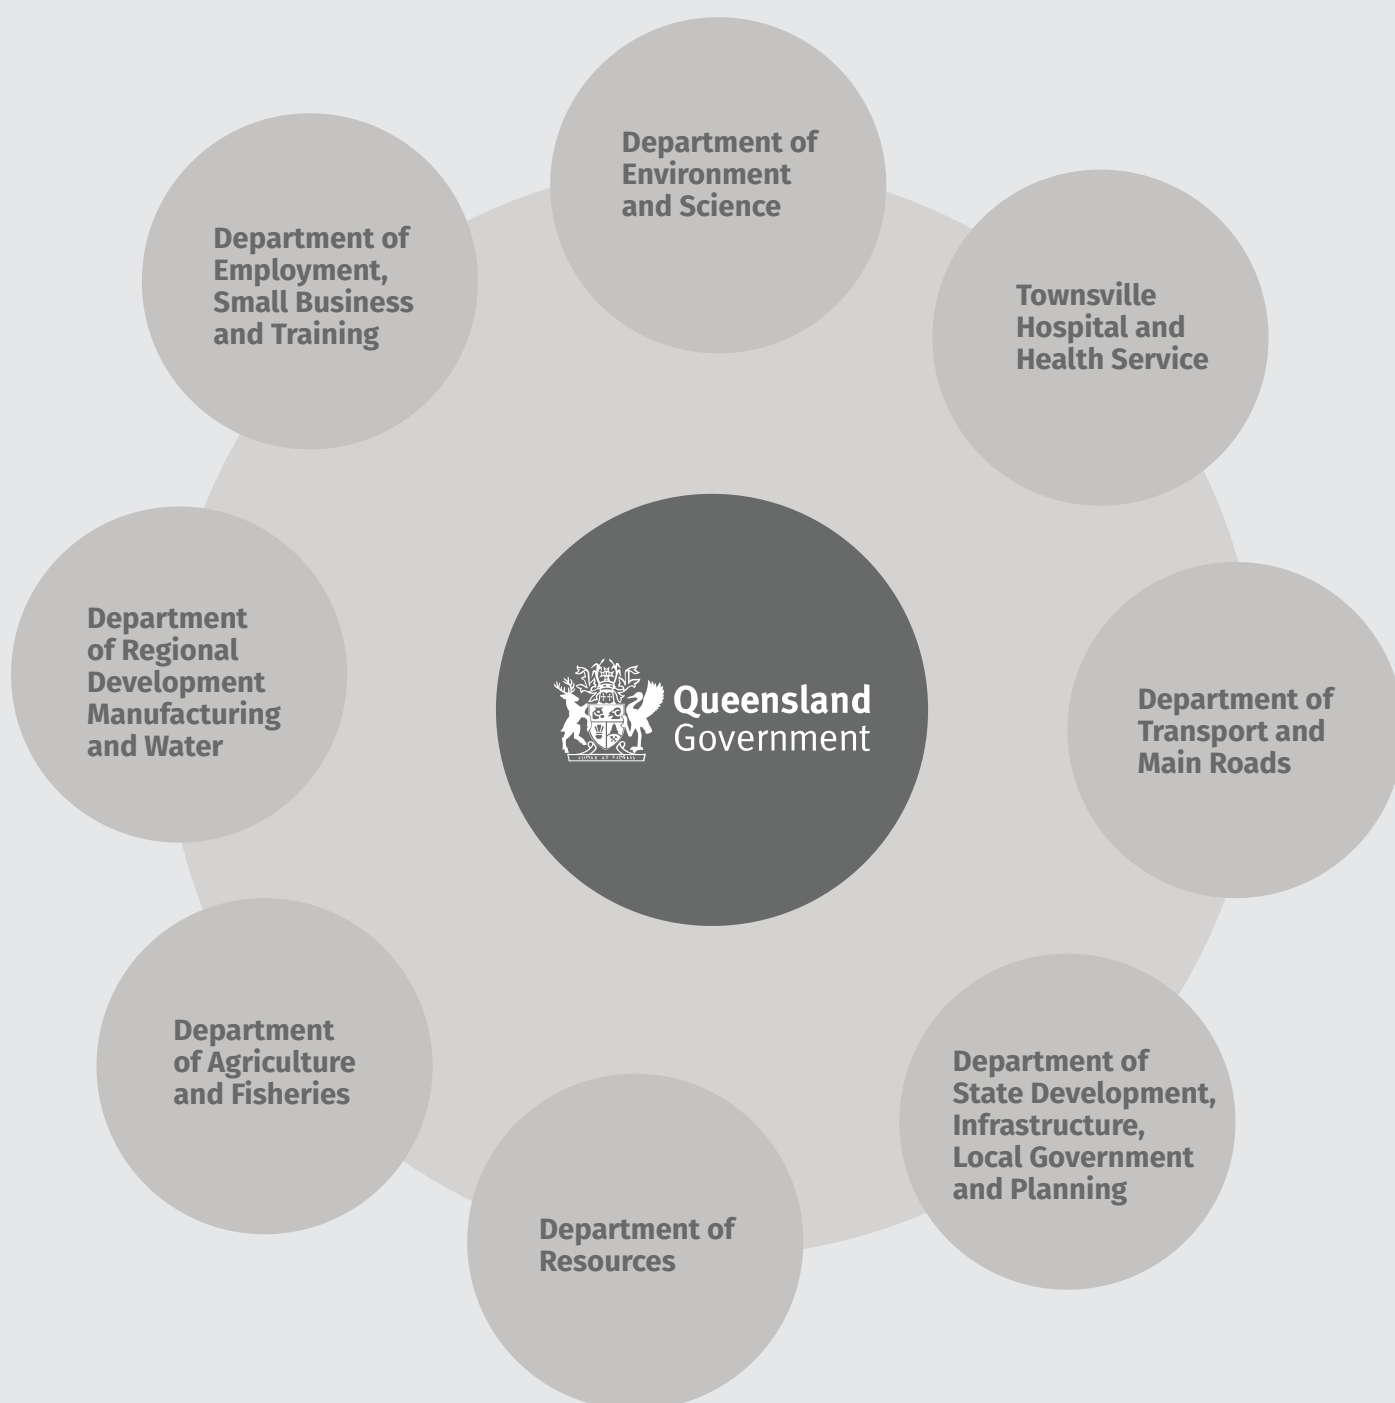 Department of
Environment
and Science
Department of
Employment,
Small Business
and Training
Townsville
Hospital and
Health Service
Department
of Regional
Development
Manufacturing
and Water
Queensland
Government
Department of
Transport and
Main Roads
Department
of Agriculture
and Fisheries
Department of
State Development,
Infrastructure,
Local Government
and Planning
Department of
Resources